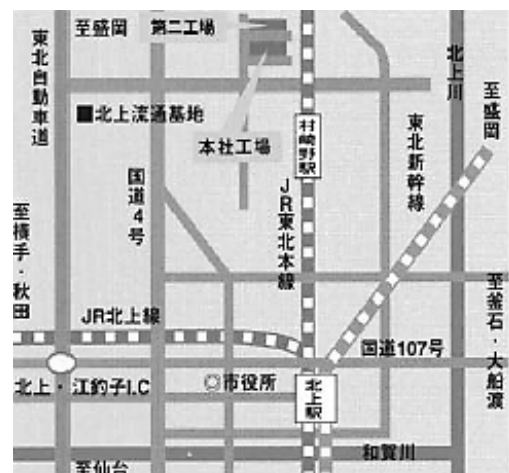 至盛岡
第二工場
東北自動車道
北上川
至盛岡
■北上流通基地
本社工場
村崎野駅
東北新幹線
国道4号
JR東北本線
至横手・秋田
至釜石・大船渡
JR北上線
国道107号
北上・江釣子I.C
◎市役所
北上駅
和賀川
至仙台